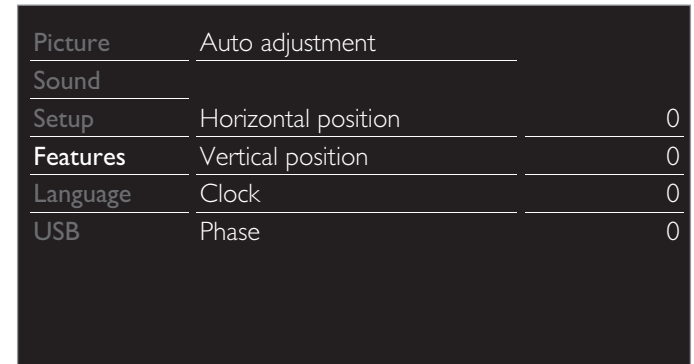 Picture Auto adjustment
Sound
Setup Horizontal position 0
Features Vertical position 0
Language Clock 0
USB Phase 0